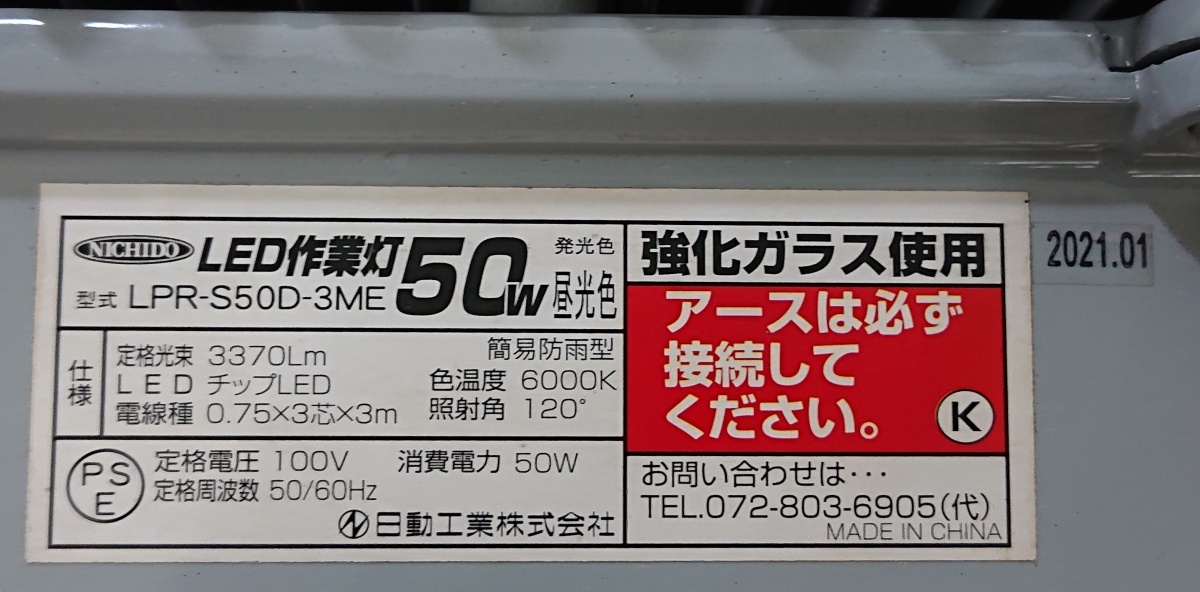 NICHIDO LED作業灯 50W 発光色
型式 LPR-S50D-3ME 昼光色
仕様
定格光束 3370Lm 簡易防雨型
LED チップLED 色温度 6000K
電線種 0.75×3芯×3m 照射角 120°
PSE
定格電圧 100V 消費電力 50W
定格周波数 50/60Hz
日動工業株式会社
強化ガラス使用
アースは必ず
接続して
ください。 K
お問い合わせは・・・
TEL.072-803-6905(代)
MADE IN CHINA
2021.01